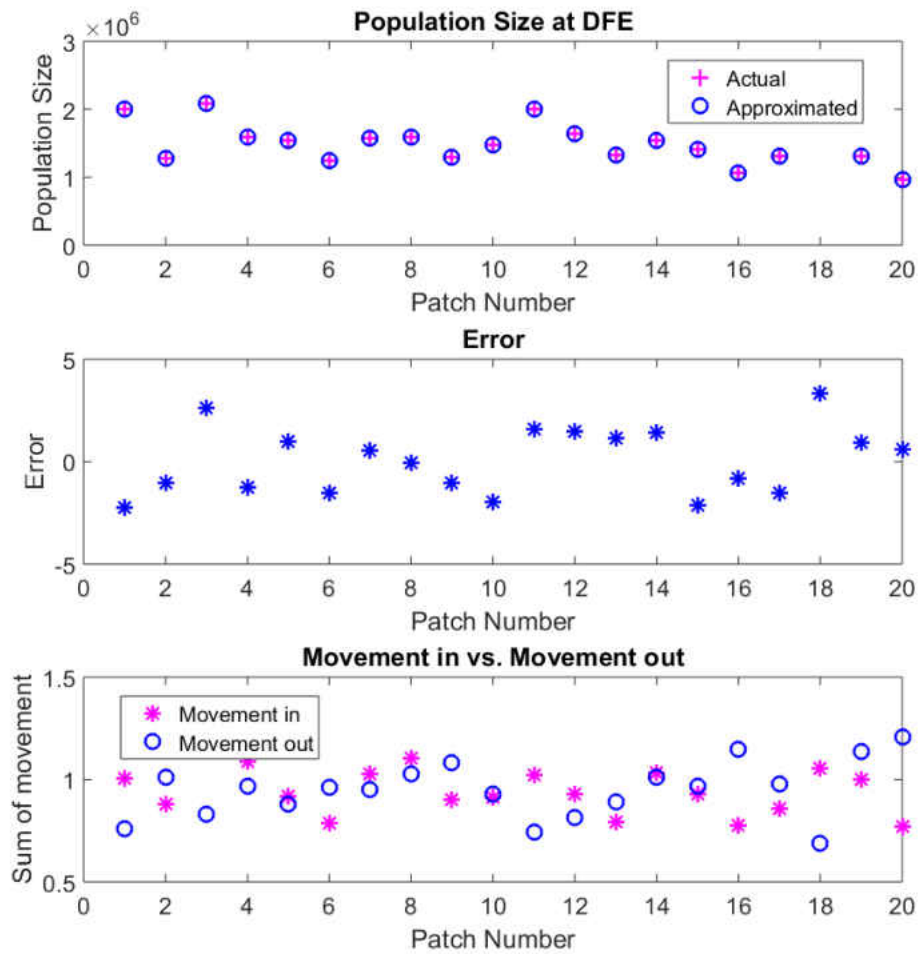 Population Size at DFE
× 10⁶
3
2
1
0
Population Size
Actual
Approximated
0 2 4 6 8 10 12 14 16 18 20
Patch Number
Error
5
0
-5
Error
0 2 4 6 8 10 12 14 16 18 20
Patch Number
Movement in vs. Movement out
1.5
1
0.5
Sum of movement
Movement in
Movement out
0 2 4 6 8 10 12 14 16 18 20
Patch Number